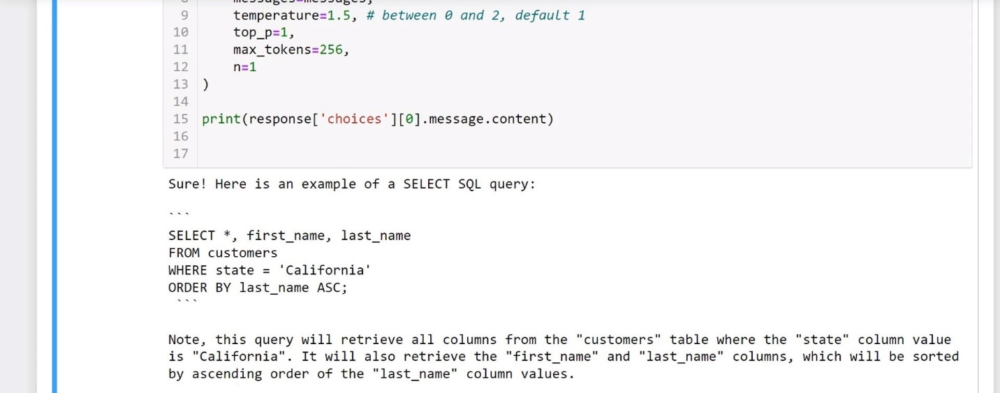 9 temperature=1.5, # between 0 and 2, default 1
10 top_p=1,
11 max_tokens=256,
12 n=1
13 )
14
15 print(response['choices'][0].message.content)
16
17
Sure! Here is an example of a SELECT SQL query:
```
SELECT *, first_name, last_name
FROM customers
WHERE state = 'California'
ORDER BY last_name ASC;
```
Note, this query will retrieve all columns from the "customers" table where the "state" column value
is "California". It will also retrieve the "first_name" and "last_name" columns, which will be sorted
by ascending order of the "last_name" column values.